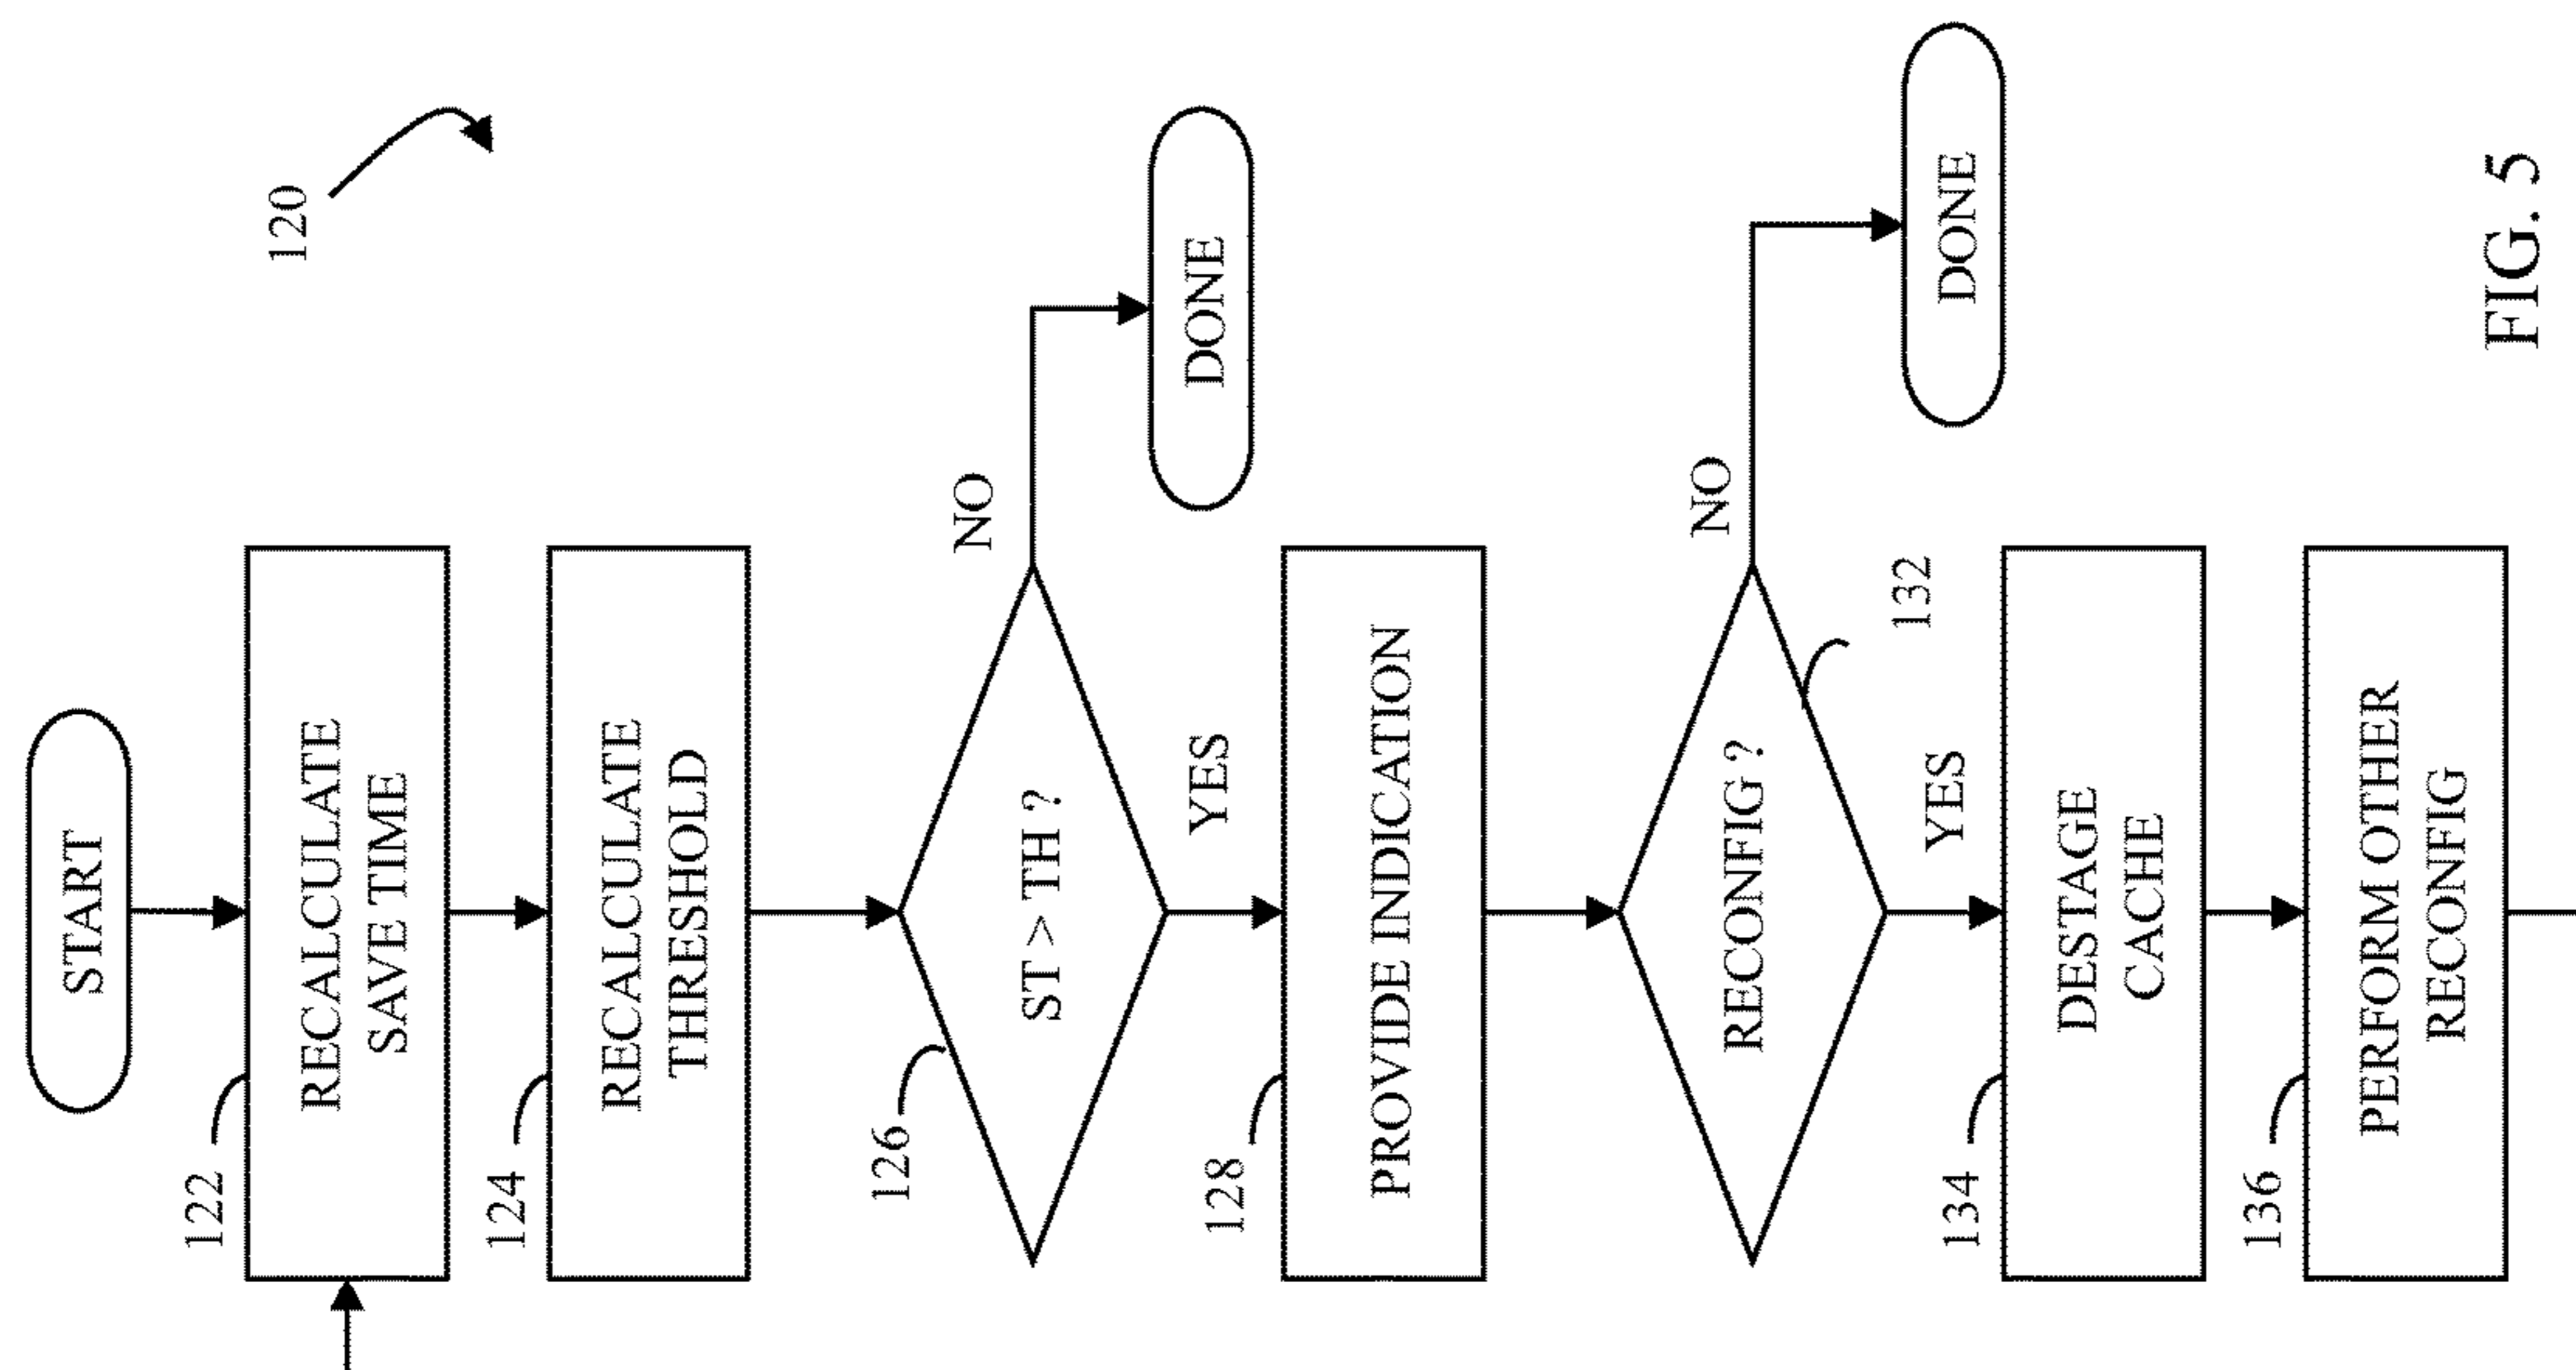 120
START
122
RECALCULATE
SAVE TIME
124
RECALCULATE
THRESHOLD
126
ST > TH ?
NO
DONE
YES
128
PROVIDE INDICATION
RECONFIG ?
NO
132
DONE
YES
134
DESTAGE
CACHE
136
PERFORM OTHER
RECONFIG
FIG. 5